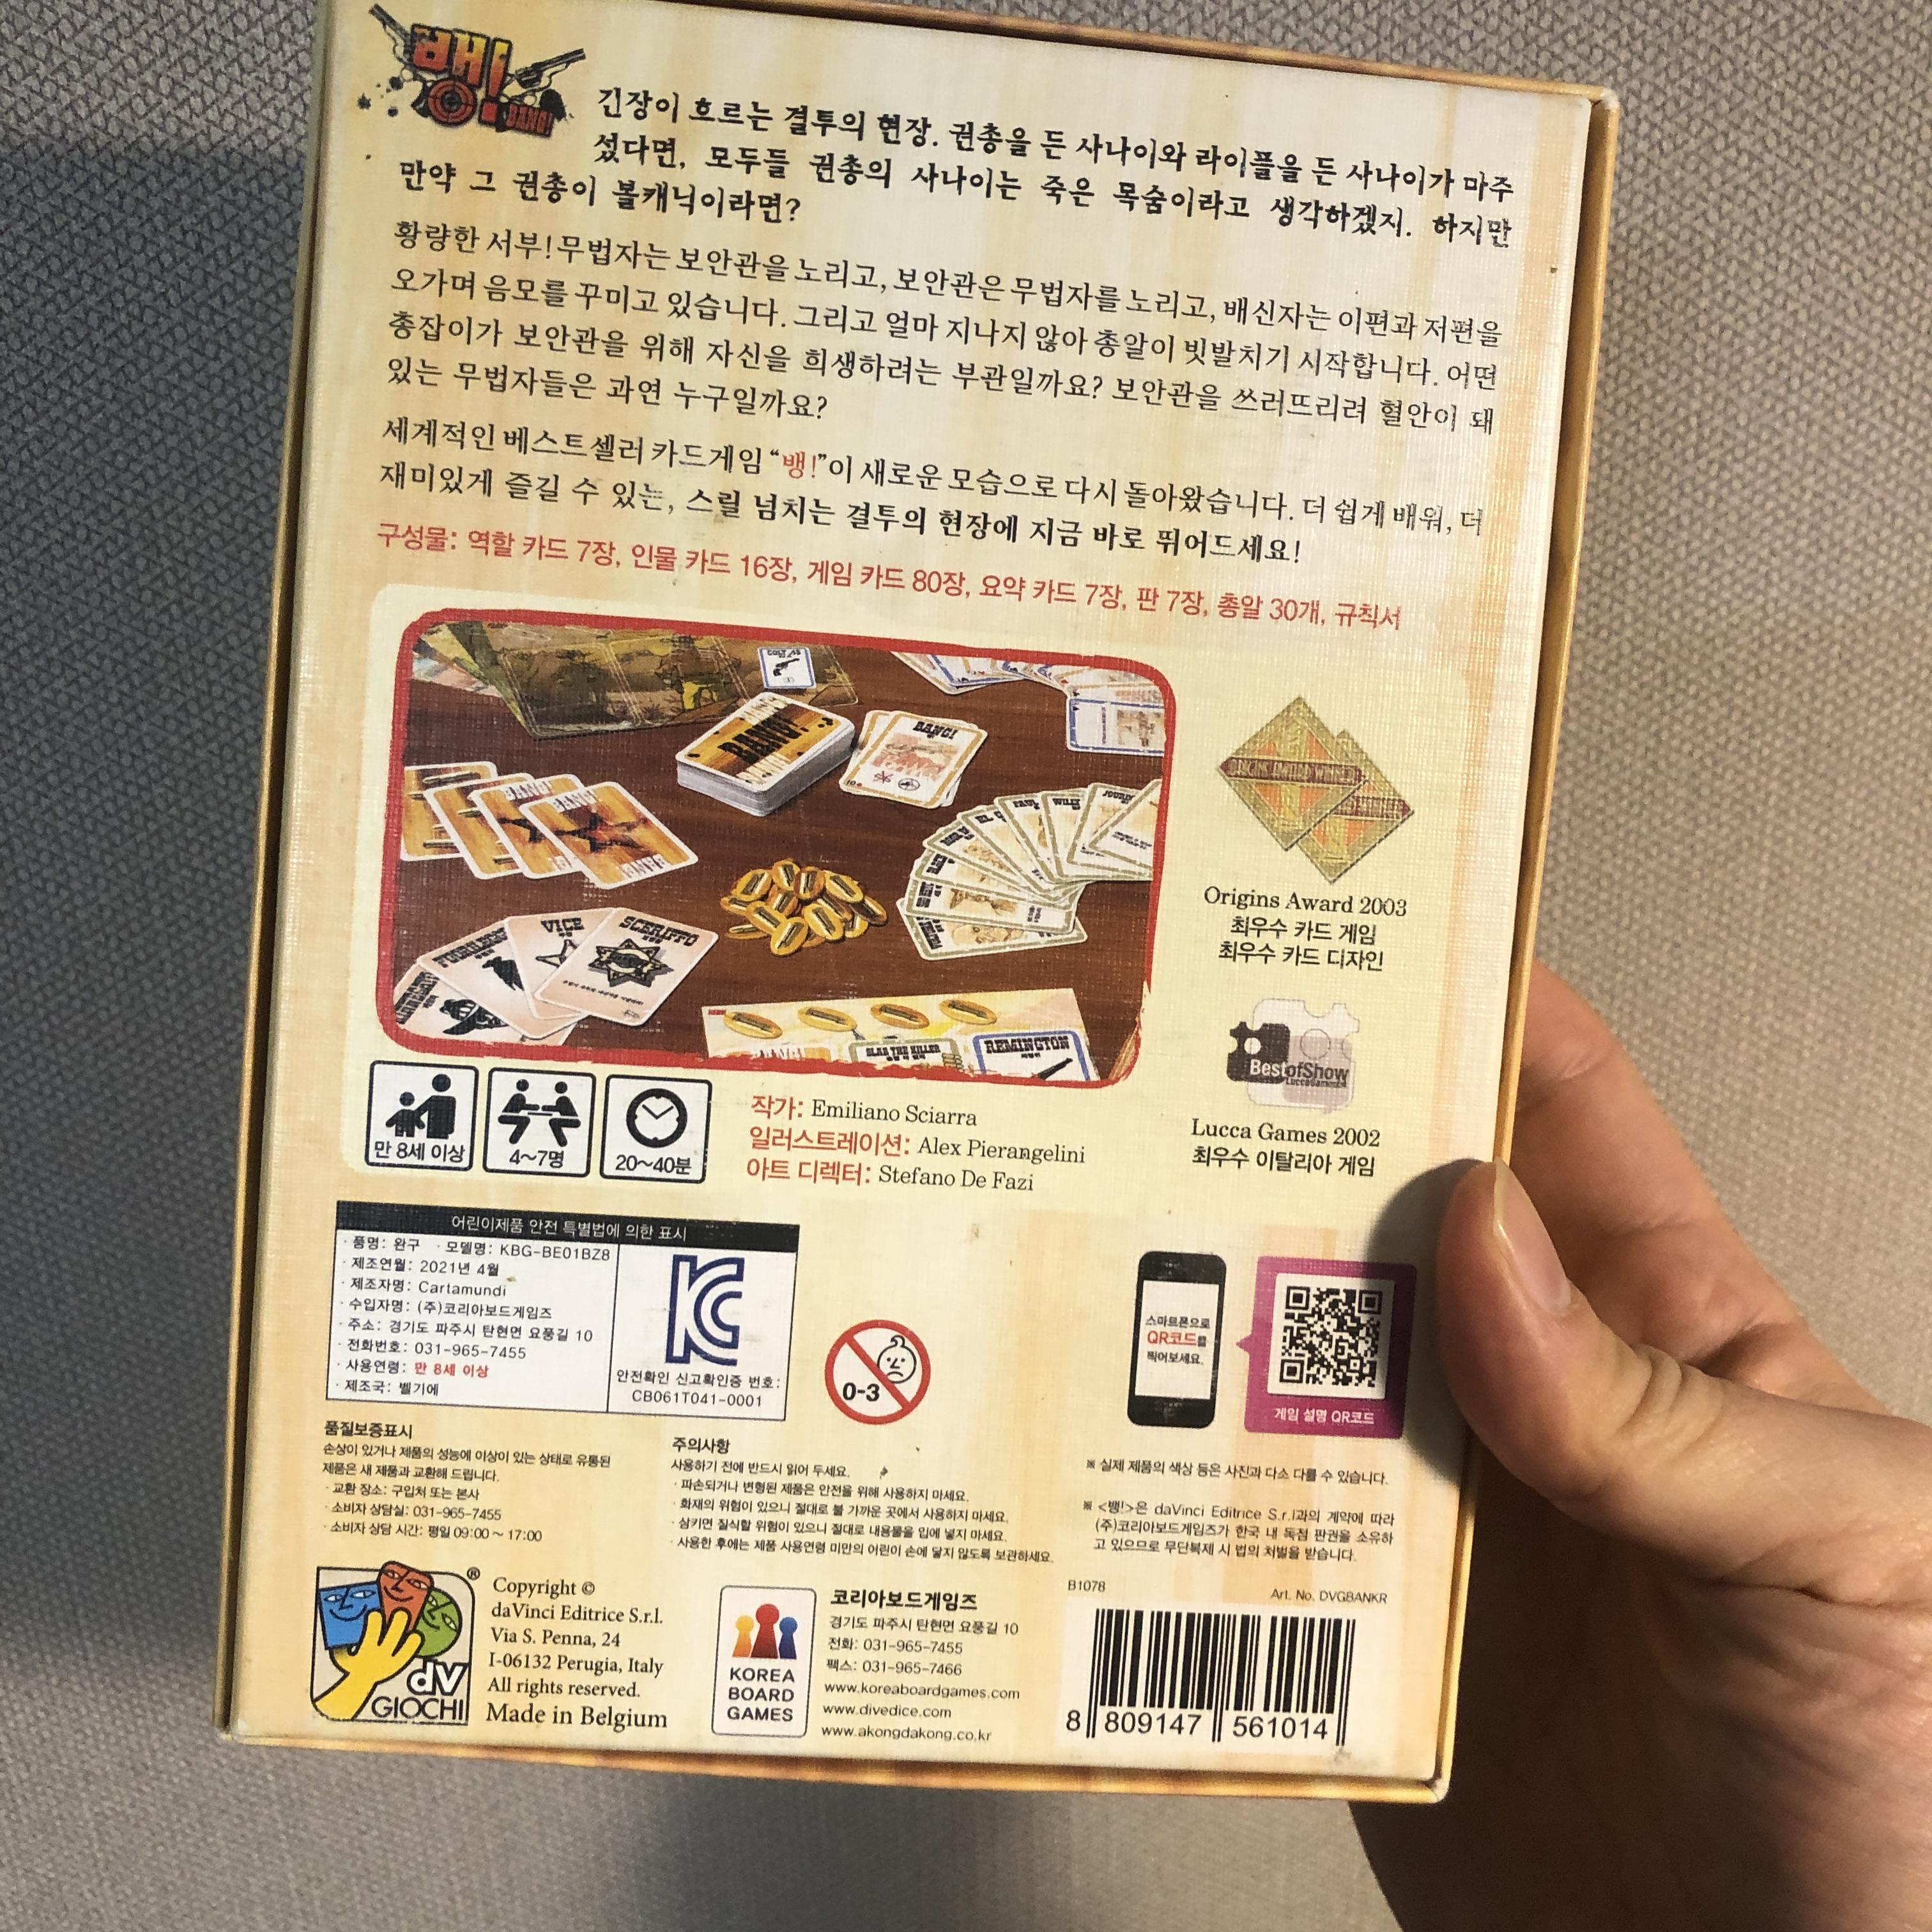 뱅!
BANG!
긴장이 흐르는 결투의 현장. 권총을 든 사나이와 라이플을 든 사나이가 마주
섰다면, 모두들 권총의 사나이는 죽은 목숨이라고 생각하겠지. 하지만
만약 그 권총이 볼캐닉이라면?
황량한 서부! 무법자는 보안관을 노리고, 보안관은 무법자를 노리고, 배신자는 이편과 저편을
오가며 음모를 꾸미고 있습니다. 그리고 얼마 지나지 않아 총알이 빗발치기 시작합니다. 어떤
총잡이가 보안관을 위해 자신을 희생하려는 부관일까요? 보안관을 쓰러뜨리려 혈안이 돼
있는 무법자들은 과연 누구일까요?
세계적인 베스트셀러 카드게임 “뱅!”이 새로운 모습으로 다시 돌아왔습니다. 더 쉽게 배워, 더
재미있게 즐길 수 있는, 스릴 넘치는 결투의 현장에 지금 바로 뛰어드세요!
구성물: 역할 카드 7장, 인물 카드 16장, 게임 카드 80장, 요약 카드 7장, 판 7장, 총알 30개, 규칙서
COLT .45
BANG!
BANG!
BANG!
BANG!
PAUL
WILLY
VICE
SCERIFFO
SLAB THE KILLER
REMINGTON
ORIGINS AWARD WINNER
Origins Award 2003
최우수 카드 게임
최우수 카드 디자인
BestofShow
LuccaGames
Lucca Games 2002
최우수 이탈리아 게임
만 8세 이상
4~7명
20~40분
작가: Emiliano Sciarra
일러스트레이션: Alex Pierangelini
아트 디렉터: Stefano De Fazi
어린이제품 안전 특별법에 의한 표시
· 품명: 완구 · 모델명: KBG-BE01BZ8
· 제조연월: 2021년 4월
· 제조자명: Cartamundi
· 수입자명: (주)코리아보드게임즈
· 주소: 경기도 파주시 탄현면 요풍길 10
· 전화번호: 031-965-7455
· 사용연령: 만 8세 이상
· 제조국: 벨기에
KC
안전확인 신고확인증 번호:
CB061T041-0001
0-3
스마트폰으로
QR코드를
찍어보세요.
게임 설명 QR코드
품질보증표시
손상이 있거나 제품의 성능에 이상이 있는 상태로 유통된
제품은 새 제품과 교환해 드립니다.
· 교환 장소: 구입처 또는 본사
· 소비자 상담실: 031-965-7455
· 소비자 상담 시간: 평일 09:00 ~ 17:00
주의사항
사용하기 전에 반드시 읽어 두세요.
· 파손되거나 변형된 제품은 안전을 위해 사용하지 마세요.
· 화재의 위험이 있으니 절대로 불 가까운 곳에서 사용하지 마세요.
· 삼키면 질식할 위험이 있으니 절대로 내용물을 입에 넣지 마세요.
· 사용한 후에는 제품 사용연령 미만의 어린이 손에 닿지 않도록 보관하세요.
※ 실제 제품의 색상 등은 사진과 다소 다를 수 있습니다.
※ <뱅!>은 daVinci Editrice S.r.l과의 계약에 따라
(주)코리아보드게임즈가 한국 내 독점 판권을 소유하
고 있으므로 무단복제 시 법의 처벌을 받습니다.
dV
GIOCHI
®
Copyright ©
daVinci Editrice S.r.l.
Via S. Penna, 24
I-06132 Perugia, Italy
All rights reserved.
Made in Belgium
KOREA
BOARD
GAMES
코리아보드게임즈
경기도 파주시 탄현면 요풍길 10
전화: 031-965-7455
팩스: 031-965-7466
www.koreaboardgames.com
www.divedice.com
www.akongdakong.co.kr
B1078
Art. No. DVGBANKR
8 809147 561014